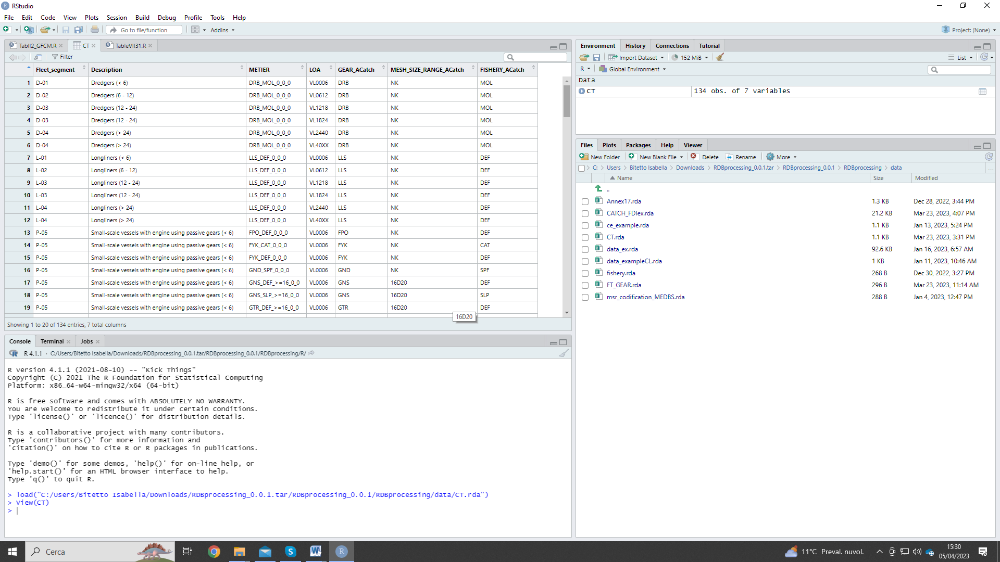 RStudio
File Edit Code View Plots Session Build Debug Profile Tools Help
Go to file/function Addins Project: (None)
TabII2_GFCM.R CT TableVII31.R
Filter
Fleet_segment Description METIER LOA GEAR_ACatch MESH_SIZE_RANGE_ACatch FISHERY_ACatch
1 D-01 Dredgers (< 6) DRB_MOL_0_0_0 VL0006 DRB NK MOL
2 D-02 Dredgers (6 - 12) DRB_MOL_0_0_0 VL0612 DRB NK MOL
3 D-03 Dredgers (12 - 24) DRB_MOL_0_0_0 VL1218 DRB NK MOL
4 D-03 Dredgers (12 - 24) DRB_MOL_0_0_0 VL1824 DRB NK MOL
5 D-04 Dredgers (> 24) DRB_MOL_0_0_0 VL2440 DRB NK MOL
6 D-04 Dredgers (> 24) DRB_MOL_0_0_0 VL40XX DRB NK MOL
7 L-01 Longliners (< 6) LLS_DEF_0_0_0 VL0006 LLS NK DEF
8 L-02 Longliners (6 - 12) LLS_DEF_0_0_0 VL0612 LLS NK DEF
9 L-03 Longliners (12 - 24) LLS_DEF_0_0_0 VL1218 LLS NK DEF
10 L-03 Longliners (12 - 24) LLS_DEF_0_0_0 VL1824 LLS NK DEF
11 L-04 Longliners (> 24) LLS_DEF_0_0_0 VL2440 LLS NK DEF
12 L-04 Longliners (> 24) LLS_DEF_0_0_0 VL40XX LLS NK DEF
13 P-05 Small-scale vessels with engine using passive gears (< 6) FPO_DEF_0_0_0 VL0006 FPO NK DEF
14 P-05 Small-scale vessels with engine using passive gears (< 6) FYK_CAT_0_0_0 VL0006 FYK NK CAT
15 P-05 Small-scale vessels with engine using passive gears (< 6) FYK_DEF_0_0_0 VL0006 FYK NK DEF
16 P-05 Small-scale vessels with engine using passive gears (< 6) GND_SPF_0_0_0 VL0006 GND NK SPF
17 P-05 Small-scale vessels with engine using passive gears (< 6) GNS_DEF_>=16_0_0 VL0006 GNS 16D20 DEF
18 P-05 Small-scale vessels with engine using passive gears (< 6) GNS_SLP_>=16_0_0 VL0006 GNS 16D20 SLP
19 P-05 Small-scale vessels with engine using passive gears (< 6) GTR_DEF_>=16_0_0 VL0006 GTR 16D20 DEF
16D20
Showing 1 to 20 of 134 entries, 7 total columns
Console Terminal Jobs
R 4.1.1 · C:/Users/Bitetto Isabella/Downloads/RDBprocessing_0.0.1.tar/RDBprocessing_0.0.1/RDBprocessing/R/
R version 4.1.1 (2021-08-10) -- "Kick Things"
Copyright (C) 2021 The R Foundation for Statistical Computing
Platform: x86_64-w64-mingw32/x64 (64-bit)
R is free software and comes with ABSOLUTELY NO WARRANTY.
You are welcome to redistribute it under certain conditions.
Type 'license()' or 'licence()' for distribution details.
R is a collaborative project with many contributors.
Type 'contributors()' for more information and
'citation()' on how to cite R or R packages in publications.
Type 'demo()' for some demos, 'help()' for on-line help, or
'help.start()' for an HTML browser interface to help.
Type 'q()' to quit R.
> load("C:/Users/Bitetto Isabella/Downloads/RDBprocessing_0.0.1.tar/RDBprocessing_0.0.1/RDBprocessing/data/CT.rda")
> View(CT)
>
Environment History Connections Tutorial
Import Dataset 152 MiB List
R Global Environment
Data
CT 134 obs. of 7 variables
Files Plots Packages Help Viewer
New Folder New Blank File Delete Rename More
C: > Users > Bitetto Isabella > Downloads > RDBprocessing_0.0.1.tar > RDBprocessing_0.0.1 > RDBprocessing > data ...
Name Size Modified
..
Annex17.rda 1.3 KB Dec 28, 2022, 3:44 PM
CATCH_FDIex.rda 21.2 KB Mar 23, 2023, 4:07 PM
ce_example.rda 1.1 KB Jan 13, 2023, 5:24 PM
CT.rda 1.1 KB Mar 23, 2023, 3:31 PM
data_ex.rda 92.6 KB Jan 16, 2023, 6:57 AM
data_exampleCL.rda 1 KB Jan 11, 2023, 10:46 AM
fishery.rda 268 B Dec 30, 2022, 3:27 PM
FT_GEAR.rda 296 B Mar 23, 2023, 11:14 AM
msr_codification_MEDBS.rda 288 B Jan 4, 2023, 12:47 PM
Cerca 11°C Preval. nuvol. 15:30
05/04/2023